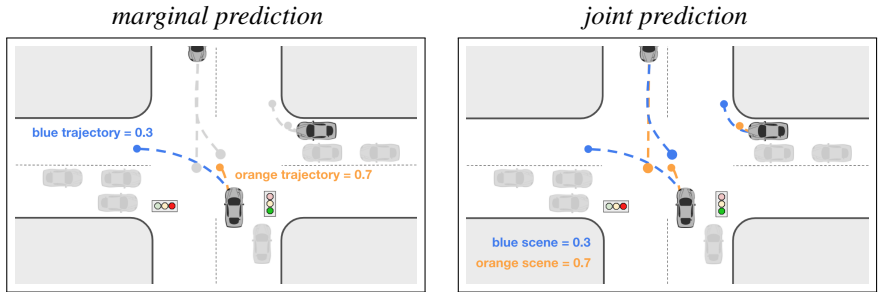 marginal prediction
joint prediction
blue trajectory = 0.3
orange trajectory = 0.7
blue scene = 0.3
orange scene = 0.7